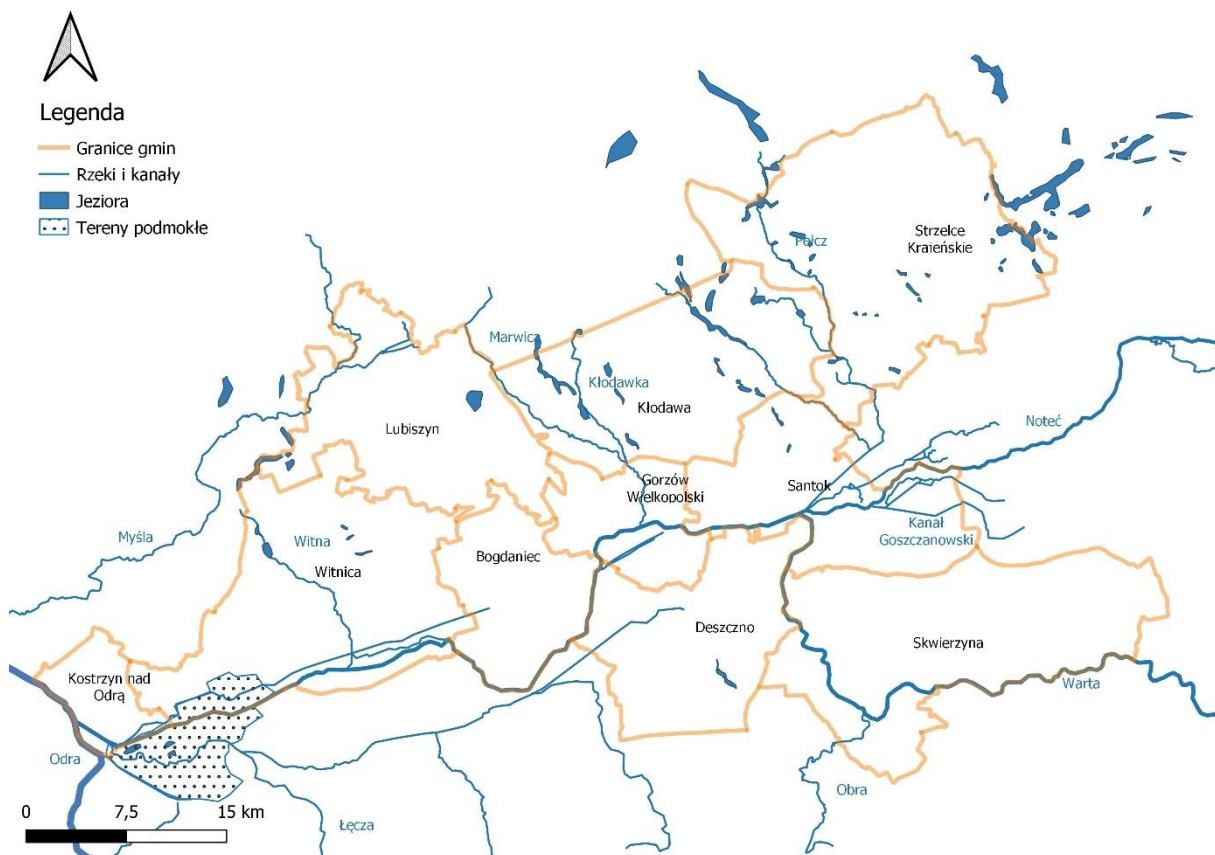 Legenda
Granice gmin
Rzeki i kanały
Jeziora
Tereny podmokłe
Pełcz
Strzelce
Kraieńskie
Marwica
Kłodawka
Kłodawa
Lubiszyn
Noteć
Gorzów
Wielkopolski
Santok
Kanał
Goszczanowski
Myśla
Witna
Witnica
Bogdaniec
Deszczno
Skwierzyna
Kostrzyn nad
Odrą
Warta
Odra
Obra
0 7,5 15 km
Łęcza